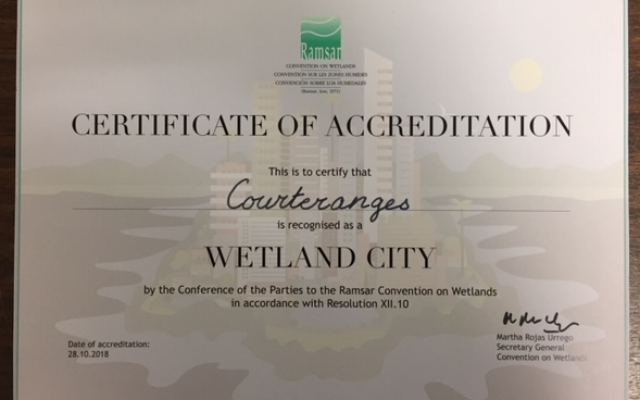 Ramsar
CONVENTION ON WETLANDS
CONVENTION SUR LES ZONES HUMIDES
CONVENCIÓN SOBRE LOS HUMEDALES
(Ramsar, Iran, 1971)
CERTIFICATE OF ACCREDITATION
This is to certify that
Courteranges
is recognised as a
WETLAND CITY
by the Conference of the Parties to the Ramsar Convention on Wetlands
in accordance with Resolution XII.10
Date of accreditation:
28.10.2018
Martha Rojas Urrego
Secretary General
Convention on Wetlands